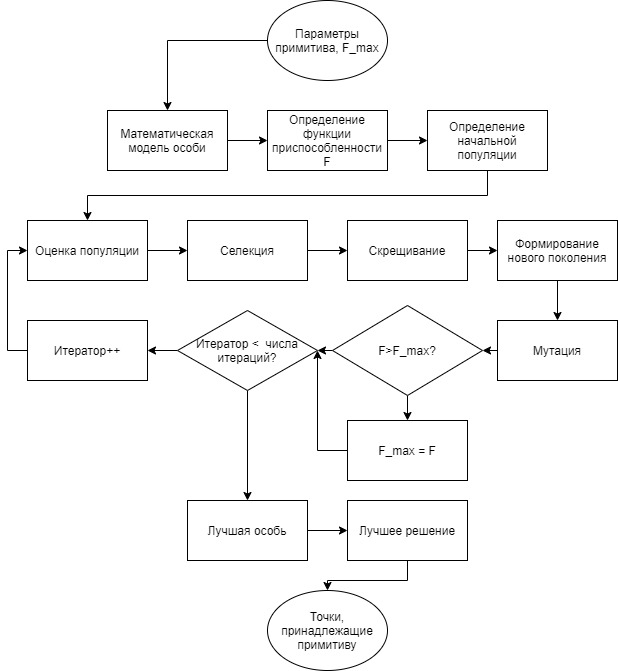 Параметры
примитива, F_max
Математическая
модель особи
Определение
функции
приспособленности
F
Определение
начальной
популяции
Оценка популяции
Селекция
Скрещивание
Формирование
нового поколения
Итератор++
Итератор < числа
итераций?
F>F_max?
Мутация
F_max = F
Лучшая особь
Лучшее решение
Точки,
принадлежащие
примитиву